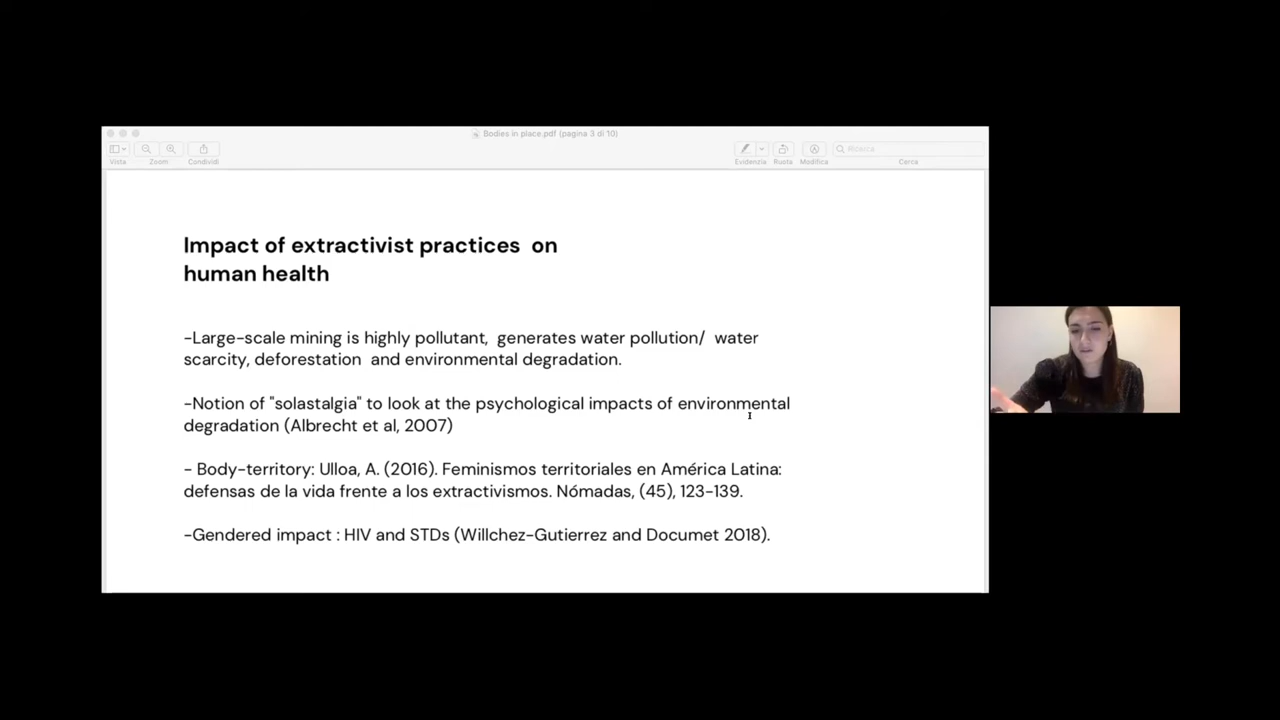 Bodies in place.pdf (pagina 3 di 10)
Vista
Zoom
Condividi
Evidenzia
Ruota
Modifica
Ricerca
Cerca
Impact of extractivist practices  on
human health
-Large-scale mining is highly pollutant,  generates water pollution/  water
scarcity, deforestation  and environmental degradation.
-Notion of "solastalgia" to look at the psychological impacts of environmental
degradation (Albrecht et al, 2007)
- Body-territory: Ulloa, A. (2016). Feminismos territoriales en América Latina:
defensas de la vida frente a los extractivismos. Nómadas, (45), 123-139.
-Gendered impact : HIV and STDs (Willchez-Gutierrez and Documet 2018).